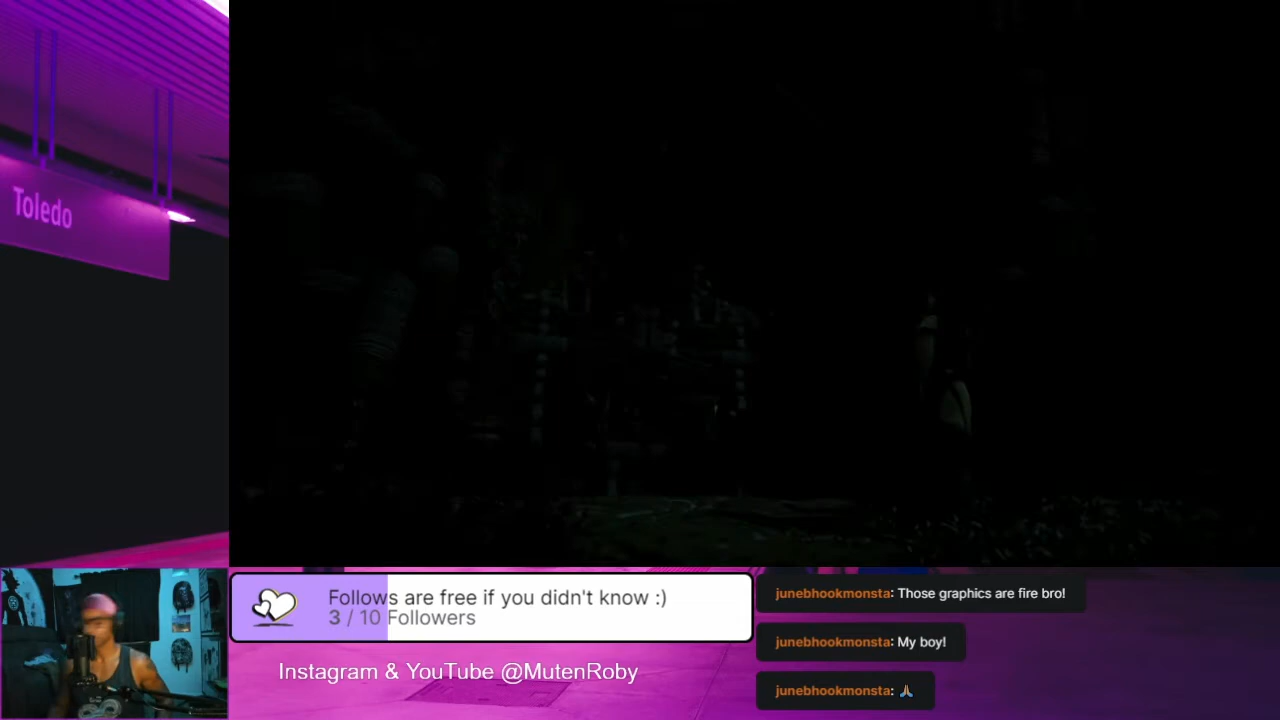 Toledo
Follows are free if you didn't know :)
3 / 10 Followers
Instagram & YouTube @MutenRoby
junebhookmonsta: Those graphics are fire bro!
junebhookmonsta: My boy!
junebhookmonsta: 🙏🏽